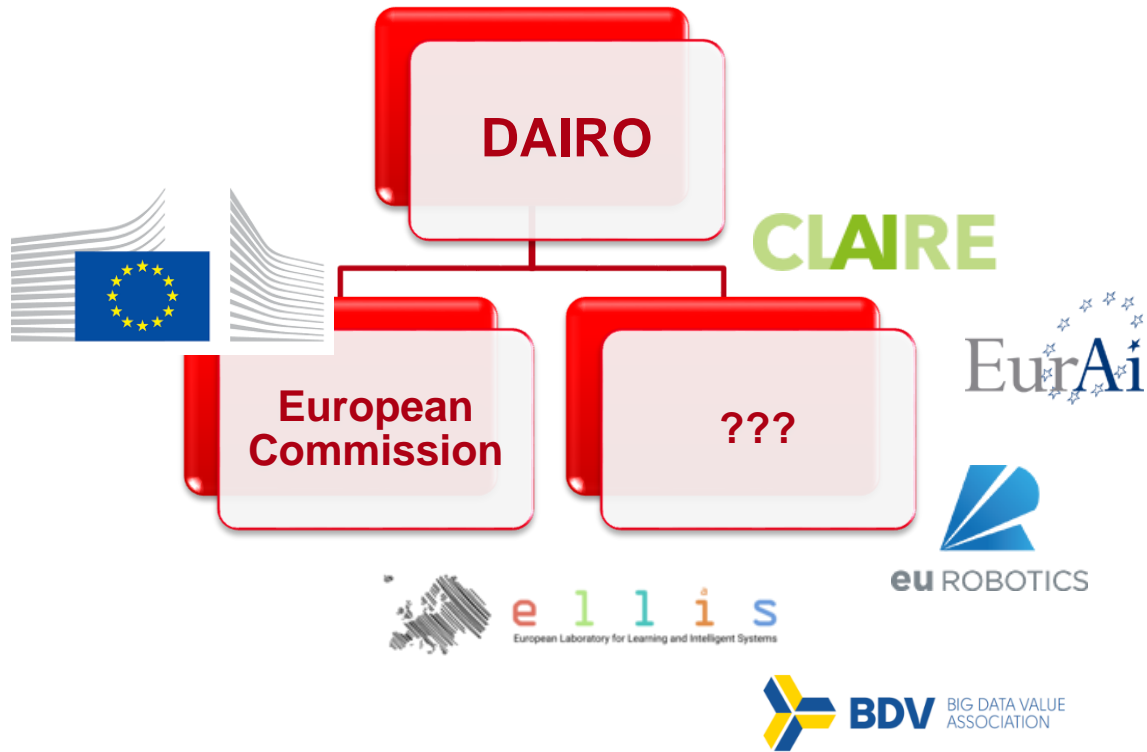 DAIRO
CLAIRE
EurAi
European
Commission
???
eu ROBOTICS
e l l i s
European Laboratory for Learning and Intelligent Systems
BDV BIG DATA VALUE
ASSOCIATION